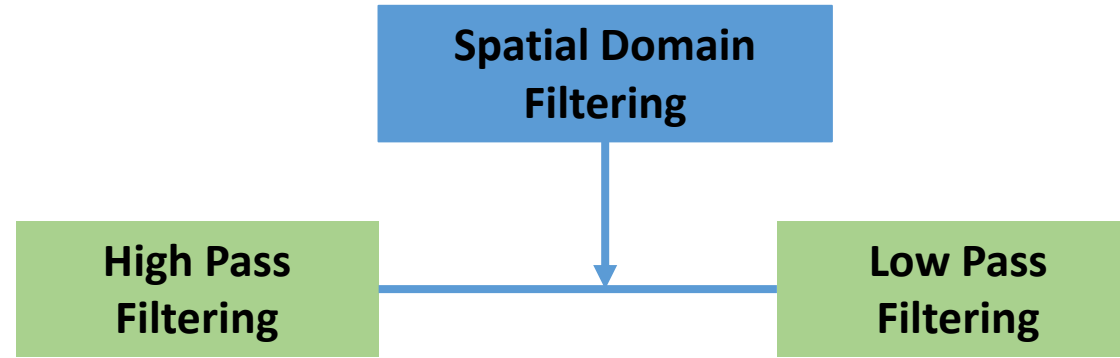 Spatial Domain
Filtering
High Pass
Filtering
Low Pass
Filtering